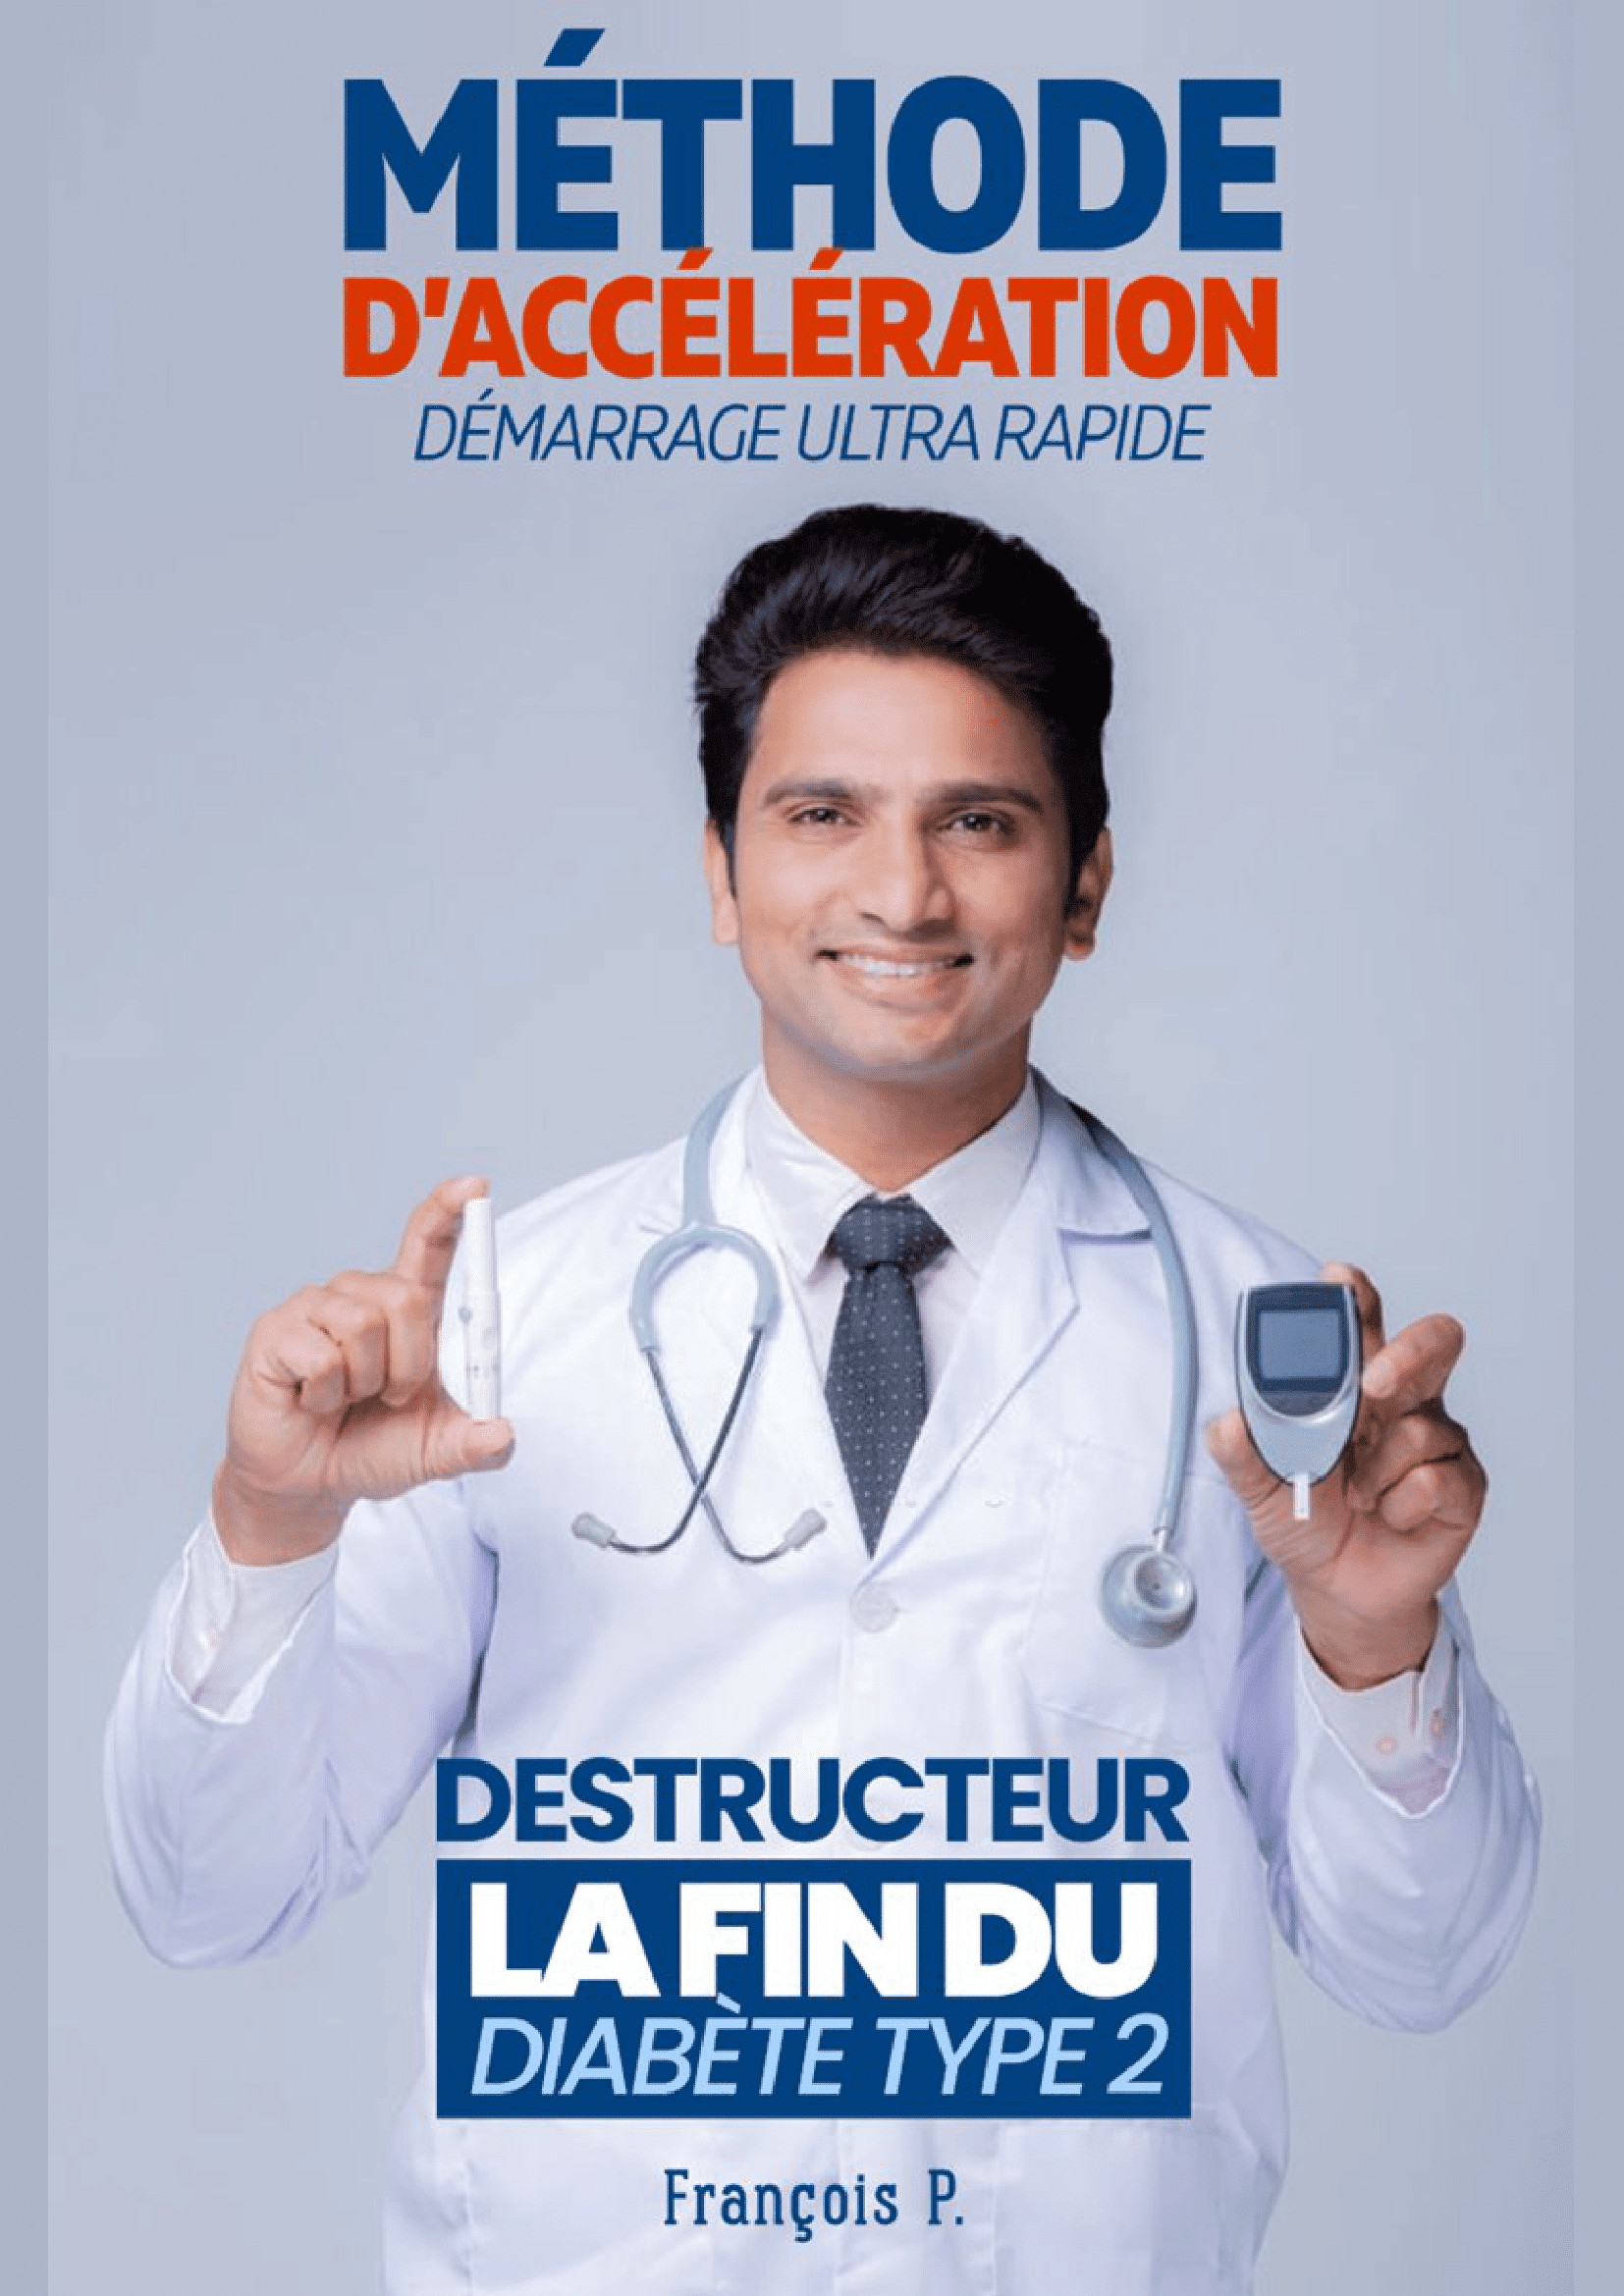 MÉTHODE
D'ACCÉLÉRATION
DÉMARRAGE ULTRA RAPIDE
DESTRUCTEUR
LA FIN DU
DIABÈTE TYPE 2
François P.